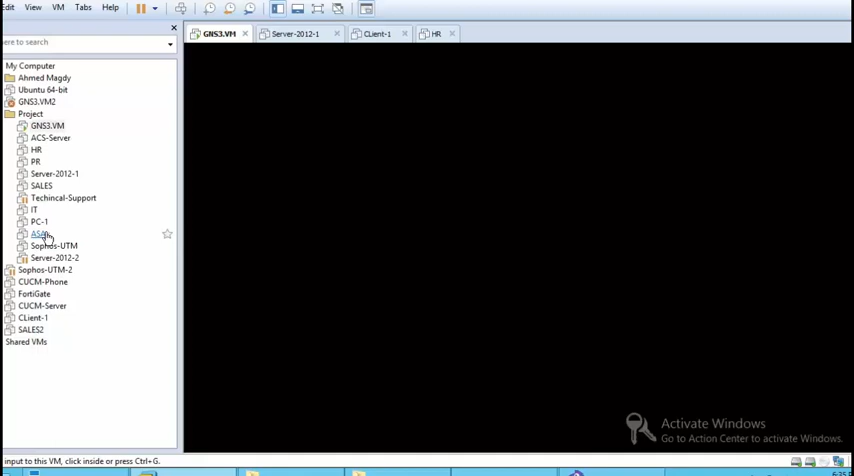 Edit View VM Tabs Help
here to search
My Computer
Ahmed Magdy
Ubuntu 64-bit
GNS3.VM2
Project
GNS3.VM
ACS-Server
HR
PR
Server-2012-1
SALES
Techincal-Support
IT
PC-1
ASA
Sophos-UTM
Server-2012-2
Sophos-UTM-2
CUCM-Phone
FortiGate
CUCM-Server
CLient-1
SALES2
Shared VMs
GNS3.VM Server-2012-1 CLient-1 HR
Activate Windows
Go to Action Center to activate Windows.
input to this VM, click inside or press Ctrl+G.